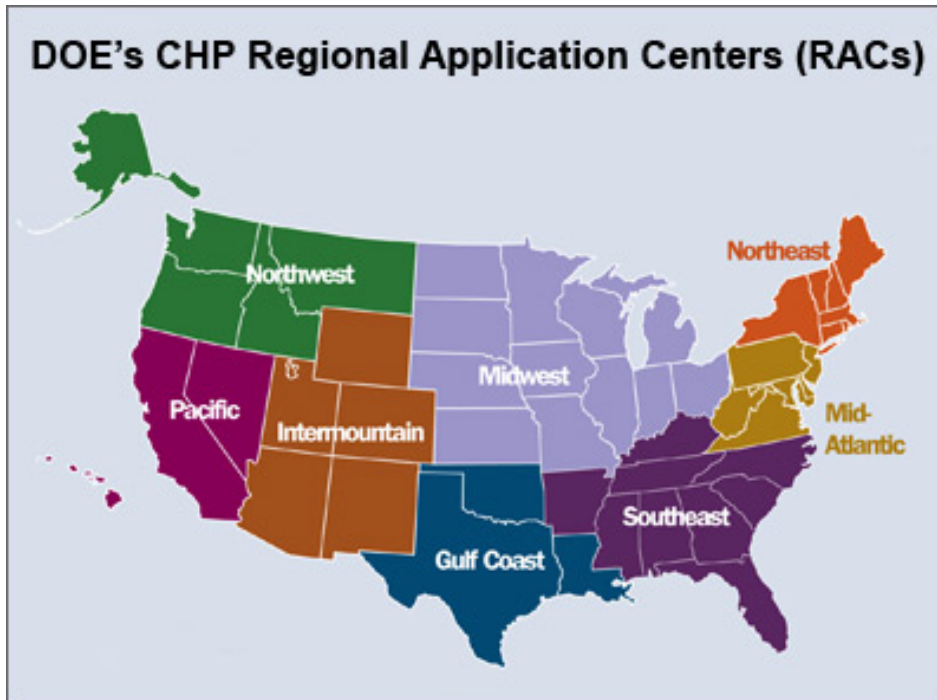 DOE’s CHP Regional Application Centers (RACs)
Northeast
Northwest
Midwest
Pacific
Intermountain
Mid-
Atlantic
Southeast
Gulf Coast